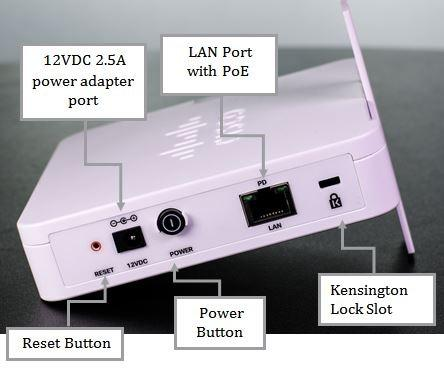 12VDC 2.5A
power adapter
port
LAN Port
with PoE
PD
LAN
RESET
12VDC
POWER
Reset Button
Power
Button
Kensington
Lock Slot